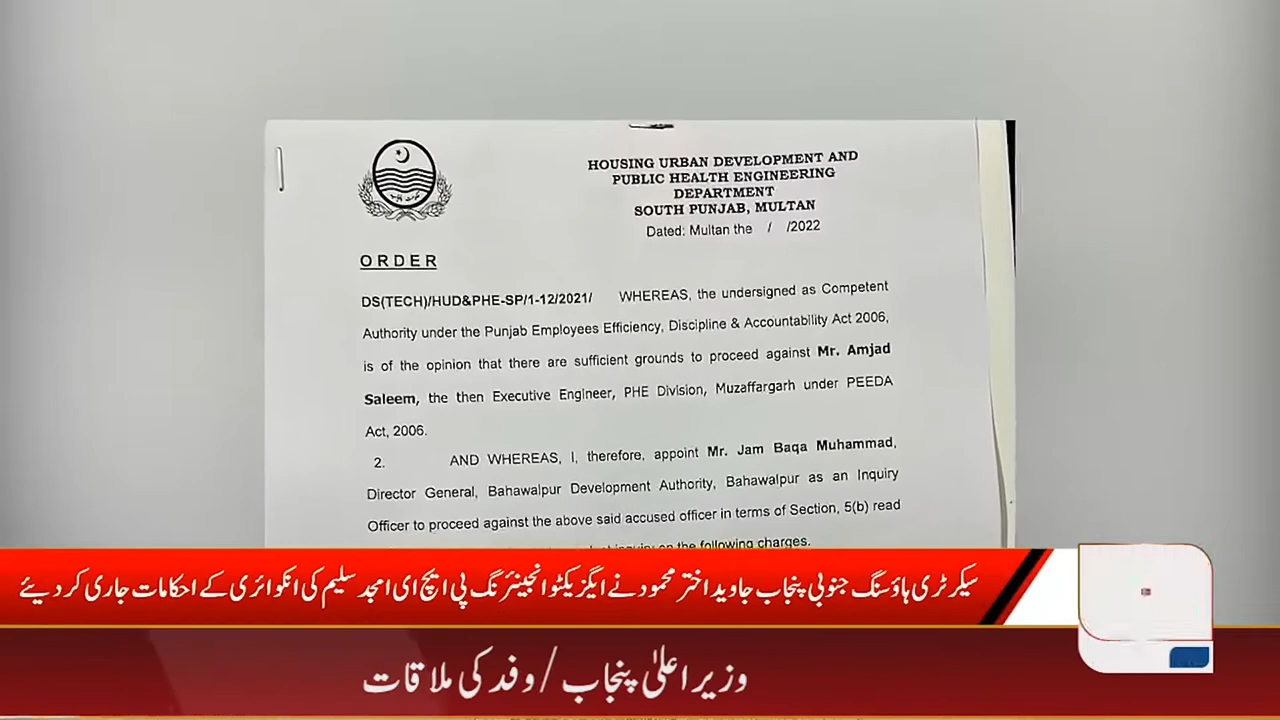 HOUSING URBAN DEVELOPMENT AND
PUBLIC HEALTH ENGINEERING
DEPARTMENT
SOUTH PUNJAB, MULTAN
Dated: Multan the / /2022
ORDER
DS(TECH)/HUD&PHE-SP/1-12/2021/ WHEREAS, the undersigned as Competent
Authority under the Punjab Employees Efficiency, Discipline & Accountability Act 2006,
is of the opinion that there are sufficient grounds to proceed against Mr. Amjad
Saleem, the then Executive Engineer, PHE Division, Muzaffargarh under PEEDA
Act, 2006.
2. AND WHEREAS, I, therefore, appoint Mr. Jam Baqa Muhammad,
Director General, Bahawalpur Development Authority, Bahawalpur as an Inquiry
Officer to proceed against the above said accused officer in terms of Section, 5(b) read
on the following charges.
سیکرٹری ہاؤسنگ جنوبی پنجاب جاوید اختر محمود نے ایگزیکٹو انجینئرنگ پی ایچ ای امجد سلیم کی انکوائری کے احکامات جاری کر دیئے
وزیر اعلیٰ پنجاب / وفد کی ملاقات